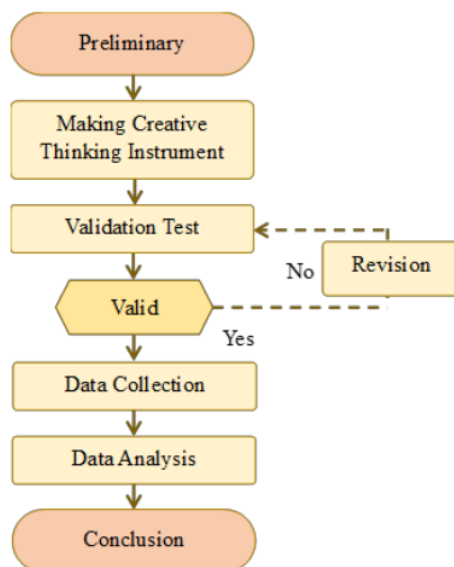 Preliminary
Making Creative
Thinking Instrument
Validation Test
No
Revision
Valid
Yes
Data Collection
Data Analysis
Conclusion